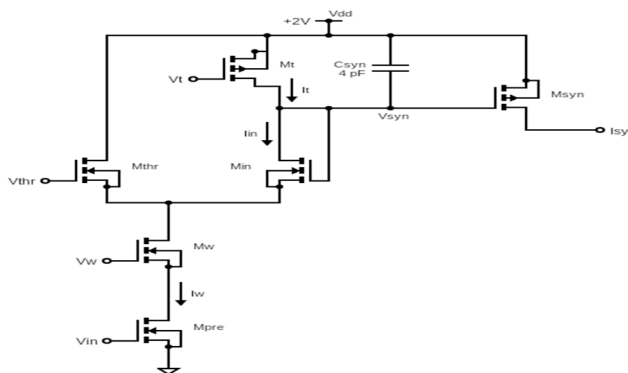 Vdd
+2V
Mt
Csyn
4 pF
Vt
It
Msyn
Vsyn
Iin
Isy
Mthr
Min
Vthr
Mw
Vw
Iw
Mpre
Vin